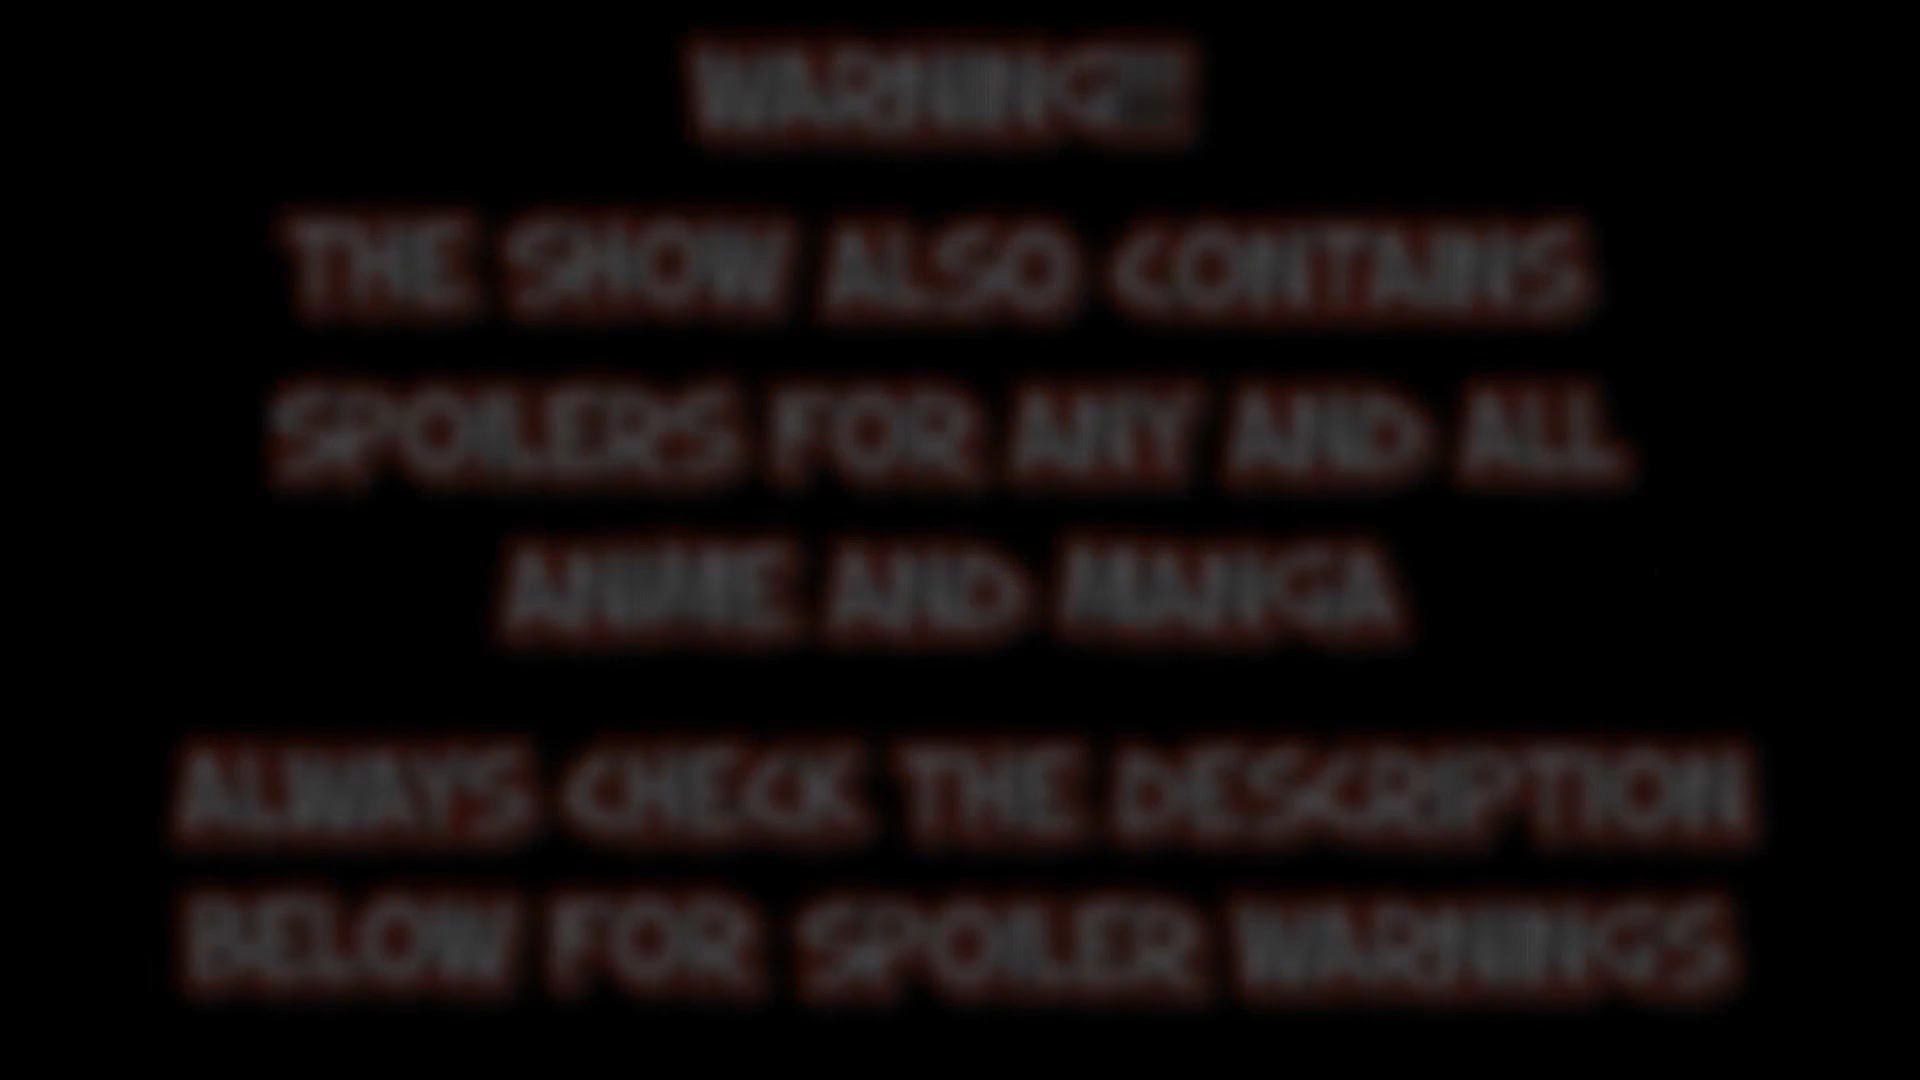 WARNING!!!
THE SHOW ALSO CONTAINS
SPOILERS FOR ANY AND ALL
ANIME AND MANGA
ALWAYS CHECK THE DESCRIPTION
BELOW FOR SPOILER WARNINGS